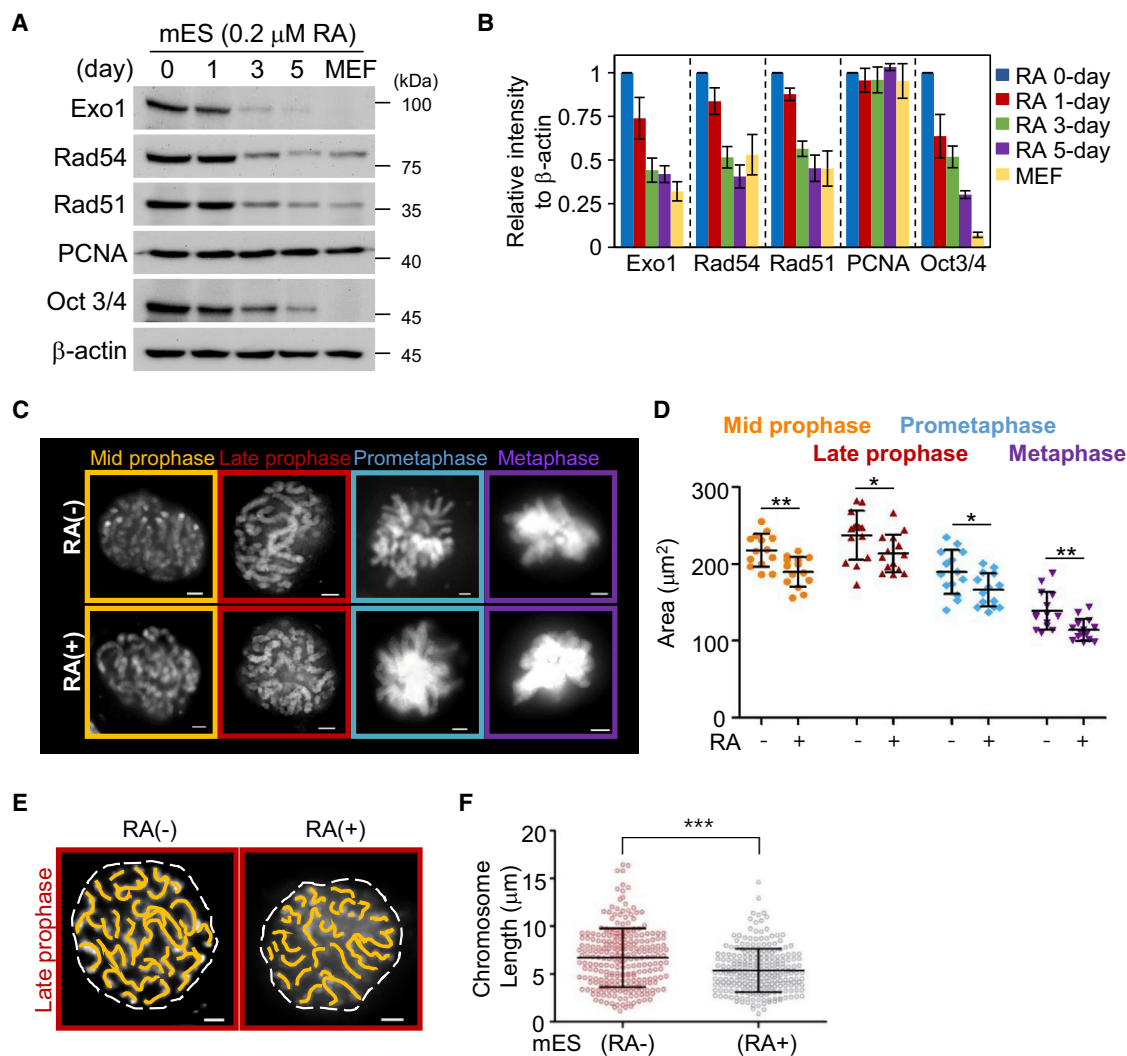 A
mES (0.2 μM RA)
(day) 0 1 3 5 MEF (kDa)
Exo1 100
Rad54 75
Rad51 35
PCNA 40
Oct 3/4 45
β-actin 45
B
Relative intensity
to β-actin
1
0.75
0.5
0.25
0
Exo1 Rad54 Rad51 PCNA Oct3/4
RA 0-day
RA 1-day
RA 3-day
RA 5-day
MEF
C
Mid prophase Late prophase Prometaphase Metaphase
RA(-)
RA(+)
D
Mid prophase Prometaphase
Late prophase Metaphase
Area (μm²)
300
200
100
0
** * * **
RA - + - + - + - +
E
RA(-) RA(+)
Late prophase
F
Chromosome
Length (μm)
20
15
10
5
0
***
mES (RA-) (RA+)